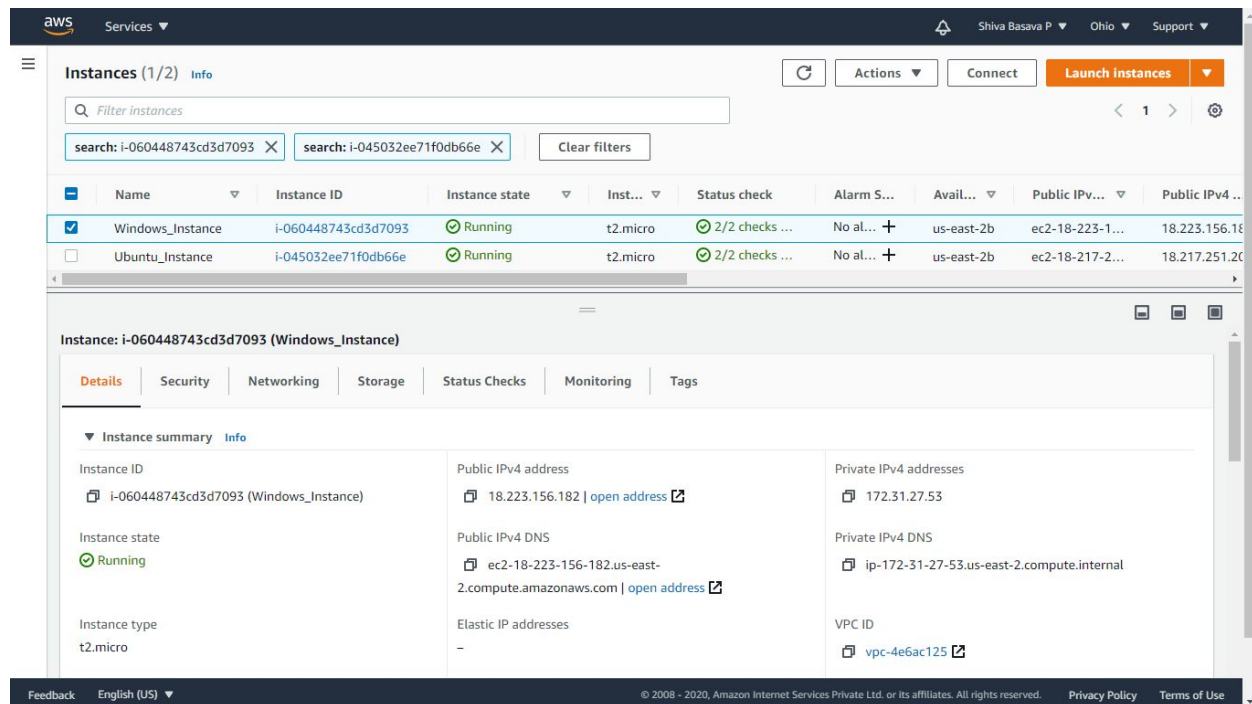 aws Services ▼ Shiva Basava P ▼ Ohio ▼ Support ▼
Instances (1/2) Info Actions ▼ Connect Launch instances ▼
Filter instances < 1 >
search: i-060448743cd3d7093 X search: i-045032ee71f0db66e X Clear filters
Name Instance ID Instance state Inst... Status check Alarm S... Avail... Public IPv... Public IPv4 ...
Windows_Instance i-060448743cd3d7093 Running t2.micro 2/2 checks ... No al... + us-east-2b ec2-18-223-1... 18.223.156.18
Ubuntu_Instance i-045032ee71f0db66e Running t2.micro 2/2 checks ... No al... + us-east-2b ec2-18-217-2... 18.217.251.20
Instance: i-060448743cd3d7093 (Windows_Instance)
Details Security Networking Storage Status Checks Monitoring Tags
▼ Instance summary Info
Instance ID
i-060448743cd3d7093 (Windows_Instance)
Public IPv4 address
18.223.156.182 | open address
Private IPv4 addresses
172.31.27.53
Instance state
Running
Public IPv4 DNS
ec2-18-223-156-182.us-east-
2.compute.amazonaws.com | open address
Private IPv4 DNS
ip-172-31-27-53.us-east-2.compute.internal
Instance type
t2.micro
Elastic IP addresses
–
VPC ID
vpc-4e6ac125
Feedback English (US) ▼ © 2008 - 2020, Amazon Internet Services Private Ltd. or its affiliates. All rights reserved. Privacy Policy Terms of Use